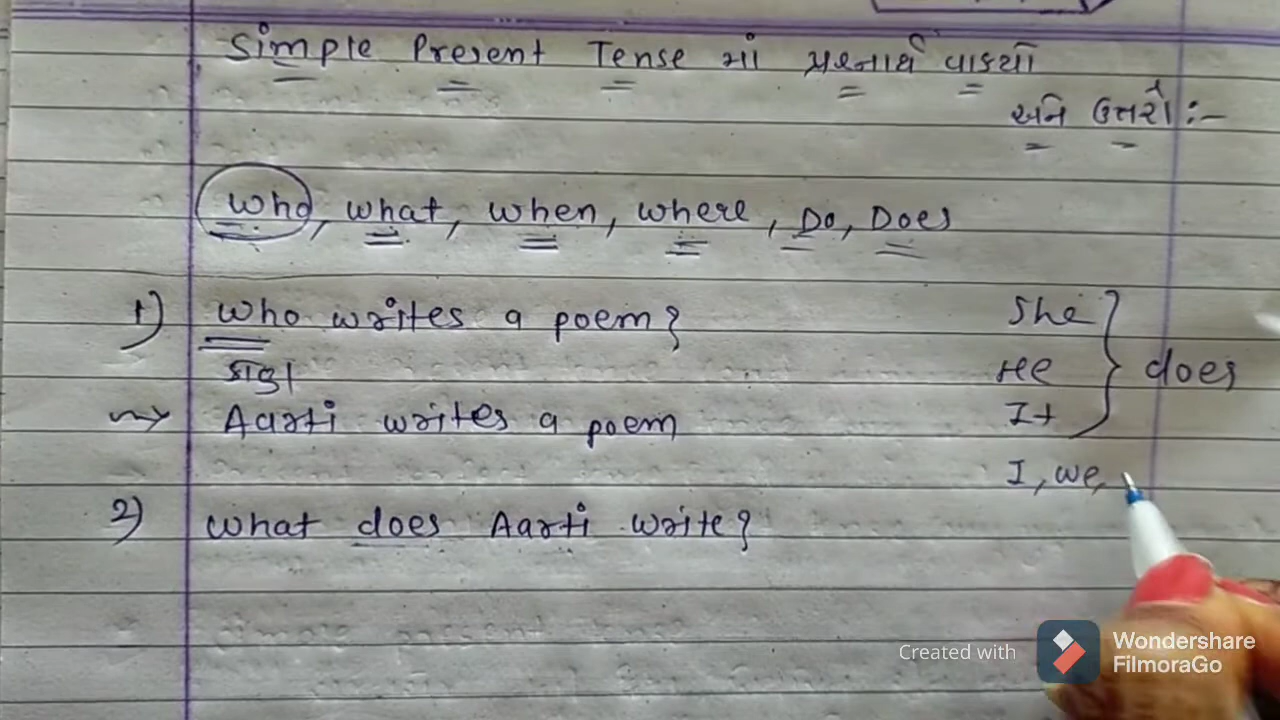 Simple Present Tense માં પ્રશ્નાર્થ વાક્યો
અને ઉત્તરો:-
who, what, when, where, Do, Does
1) who writes a poem?
કોણ
Aarti writes a poem
She
He
It
does
I, we,
2) what does Aarti write?
Created with
Wondershare
FilmoraGo